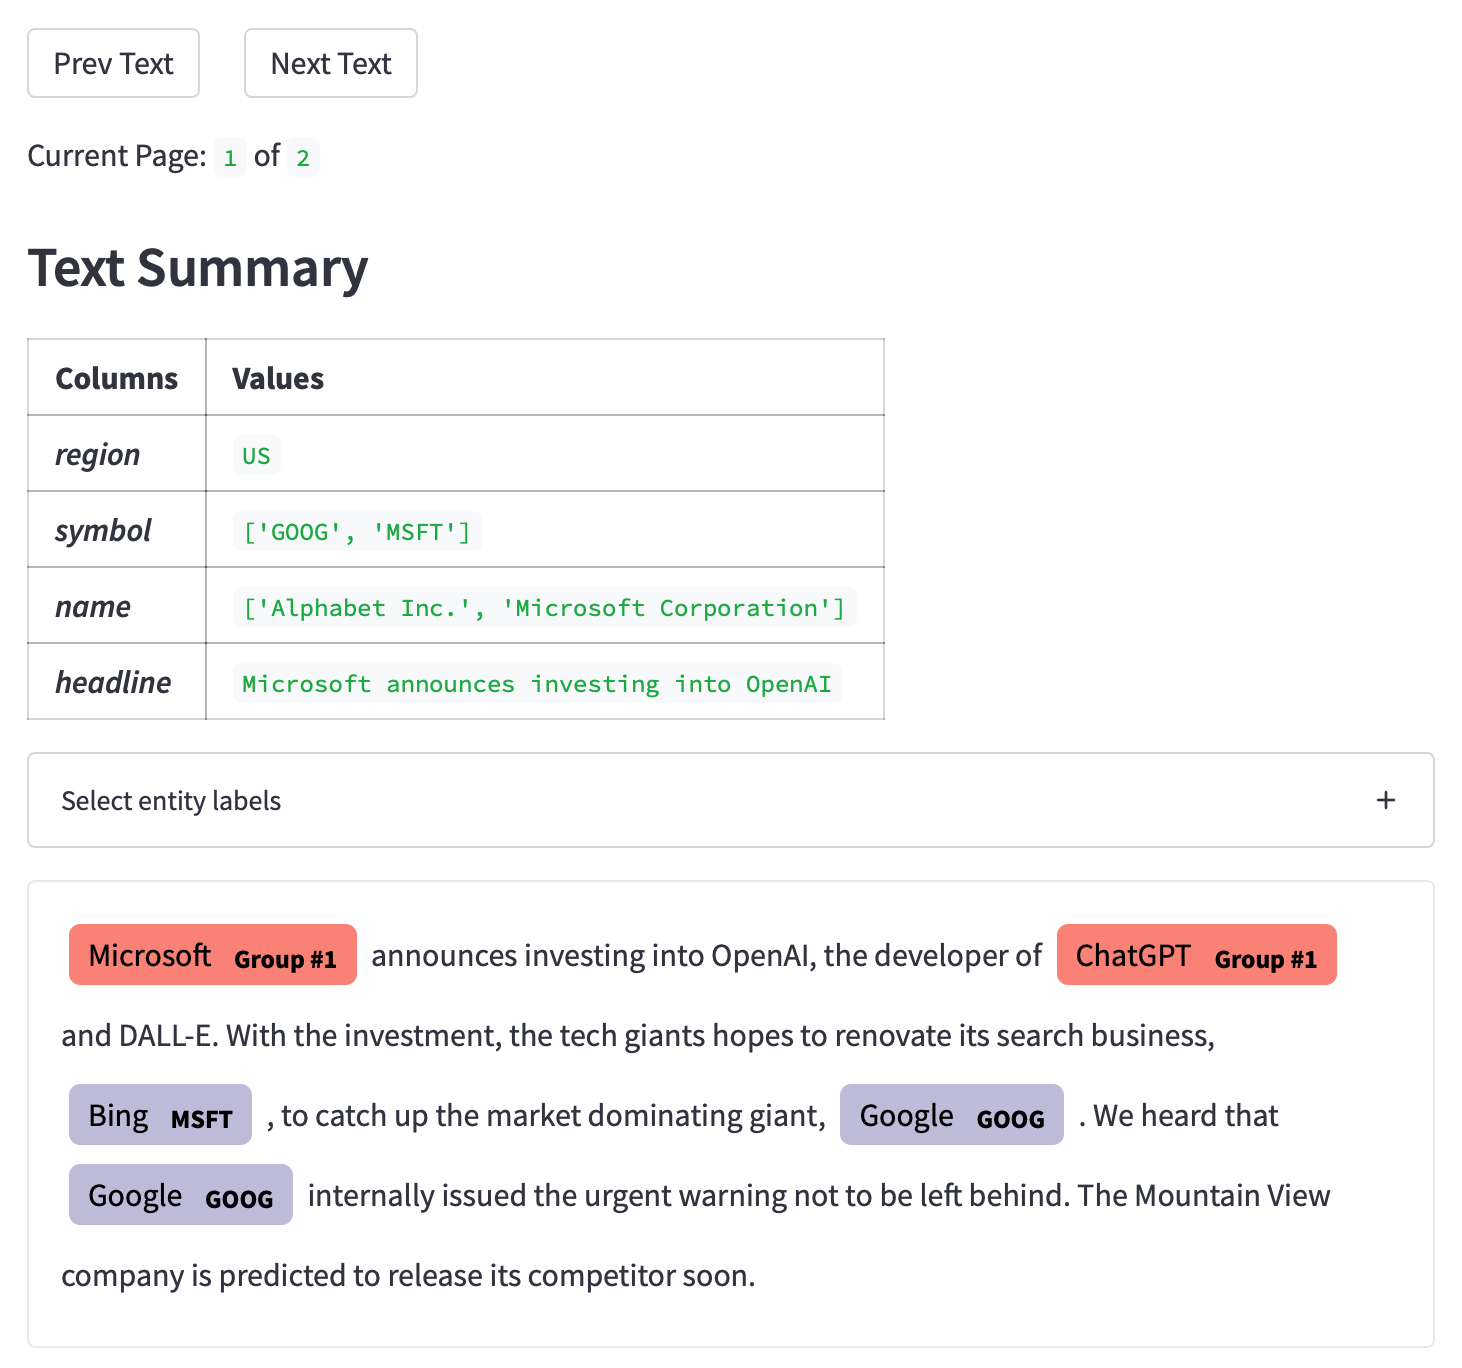 Prev Text Next Text
Current Page: 1 of 2
Text Summary
Columns Values
region US
symbol ['GOOG', 'MSFT']
name ['Alphabet Inc.', 'Microsoft Corporation']
headline Microsoft announces investing into OpenAI
Select entity labels +
Microsoft Group #1 announces investing into OpenAI, the developer of ChatGPT Group #1
and DALL-E. With the investment, the tech giants hopes to renovate its search business,
Bing MSFT , to catch up the market dominating giant, Google GOOG . We heard that
Google GOOG internally issued the urgent warning not to be left behind. The Mountain View
company is predicted to release its competitor soon.